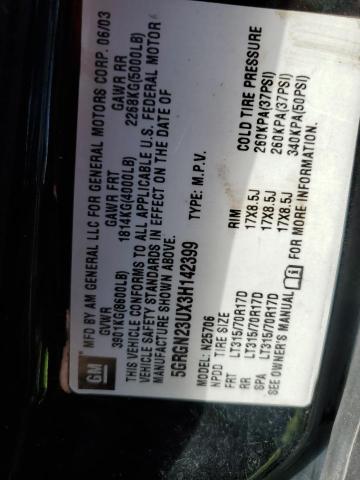 GM
MFD BY AM GENERAL LLC FOR GENERAL MOTORS CORP. 06/03
GVWR GAWR FRT GAWR RR
3901KG(8600LB) 1814KG(4000LB) 2268KG(5000LB)
THIS VEHICLE CONFORMS TO ALL APPLICABLE U.S. FEDERAL MOTOR
VEHICLE SAFETY STANDARDS IN EFFECT ON THE DATE OF
MANUFACTURE SHOWN ABOVE.
5GRGN23UX3H142399 TYPE: M.P.V.
MODEL: N25706
NPDD TIRE SIZE RIM COLD TIRE PRESSURE
FRT LT315/70R17D 17X8.5J 260KPA(37PSI)
RR LT315/70R17D 17X8.5J 260KPA(37PSI)
SPA LT315/70R17D 17X8.5J 340KPA(50PSI)
SEE OWNER'S MANUAL FOR ADDITIONAL INFORMATION.